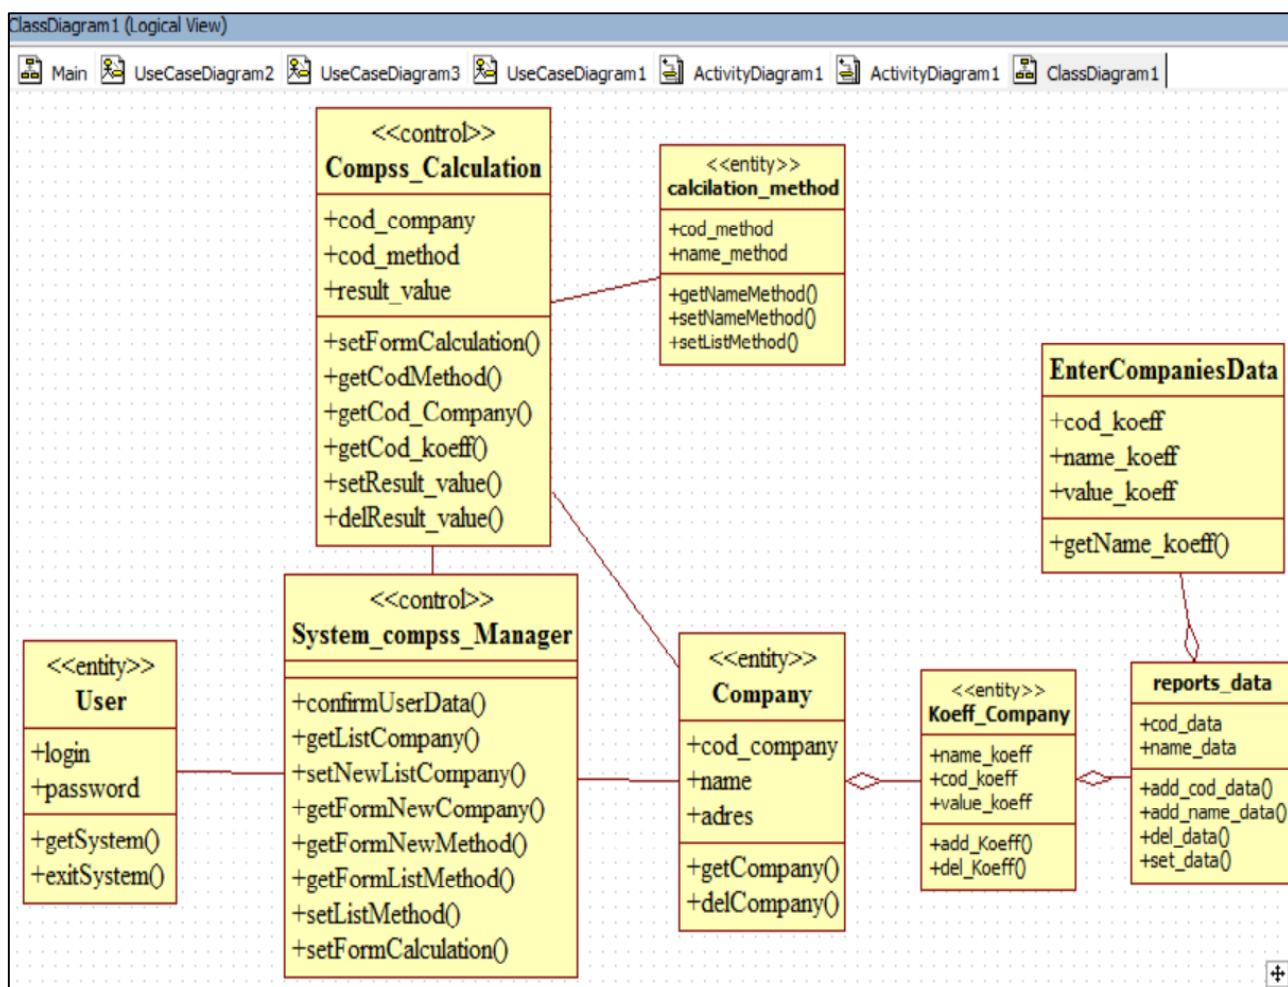 ClassDiagram1 (Logical View)
Main UseCaseDiagram2 UseCaseDiagram3 UseCaseDiagram1 ActivityDiagram1 ActivityDiagram1 ClassDiagram1
<<control>>
Compss_Calculation
+cod_company
+cod_method
+result_value
+setFormCalculation()
+getCodMethod()
+getCod_Company()
+getCod_koeff()
+setResult_value()
+delResult_value()
<<entity>>
calcilation_method
+cod_method
+name_method
+getNameMethod()
+setNameMethod()
+setListMethod()
EnterCompaniesData
+cod_koeff
+name_koeff
+value_koeff
+getName_koeff()
<<entity>>
User
+login
+password
+getSystem()
+exitSystem()
<<control>>
System_compss_Manager
+confirmUserData()
+getListCompany()
+setNewListCompany()
+getFormNewCompany()
+getFormNewMethod()
+getFormListMethod()
+setListMethod()
+setFormCalculation()
<<entity>>
Company
+cod_company
+name
+adres
+getCompany()
+delCompany()
<<entity>>
Koeff_Company
+name_koeff
+cod_koeff
+value_koeff
+add_Koeff()
+del_Koeff()
reports_data
+cod_data
+name_data
+add_cod_data()
+add_name_data()
+del_data()
+set_data()